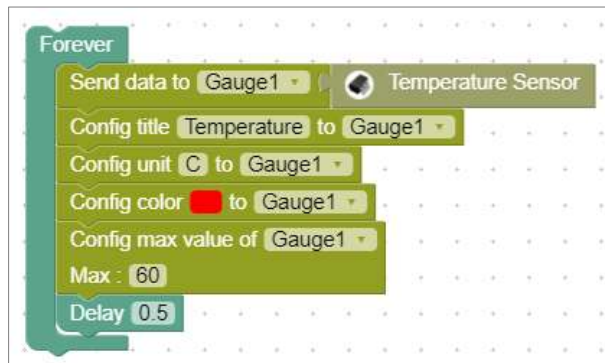 Forever
Send data to Gauge1 Temperature Sensor
Config title Temperature to Gauge1
Config unit C to Gauge1
Config color to Gauge1
Config max value of Gauge1
Max : 60
Delay 0.5